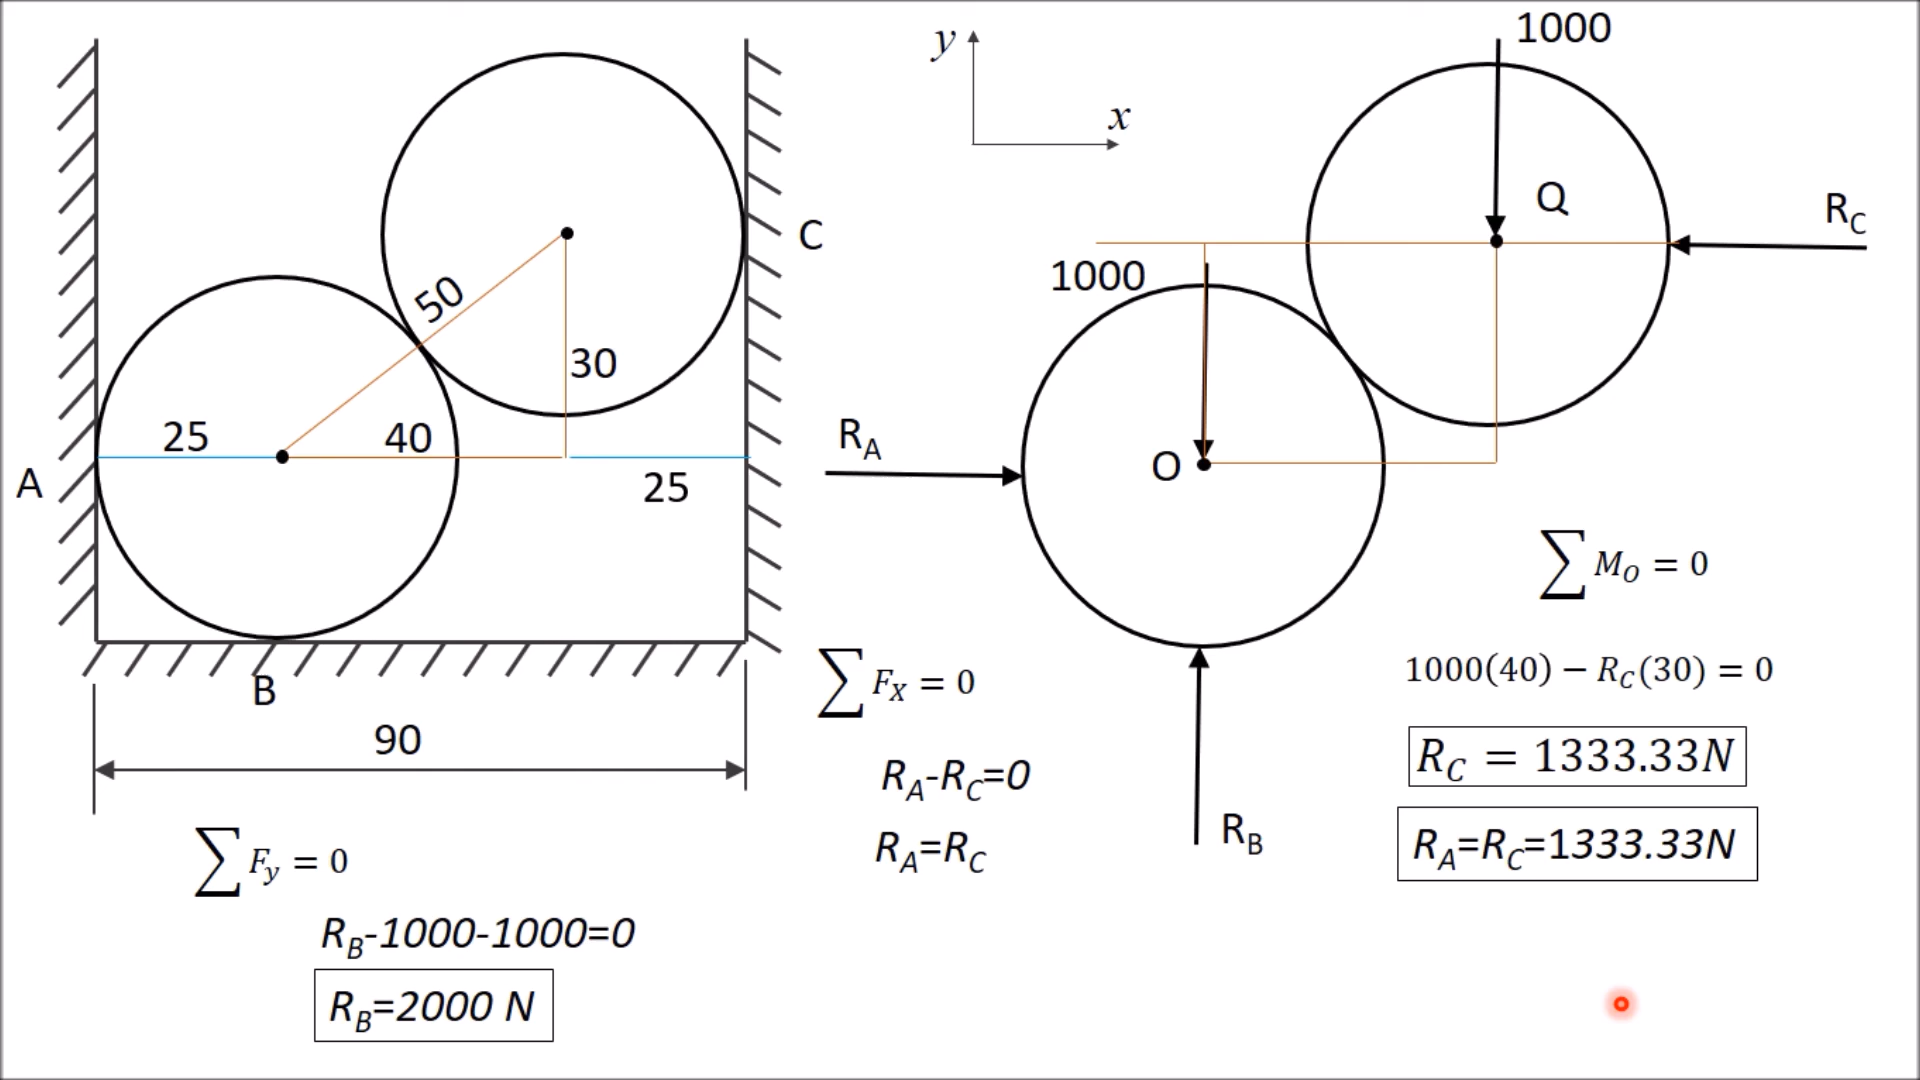 50
30
25
40
25
A
C
B
90
∑ F_y = 0
R_B-1000-1000=0
R_B=2000 N
y
x
1000
Q
R_C
1000
R_A
O
R_B
∑ F_X = 0
R_A-R_C=0
R_A=R_C
∑ M_O = 0
1000(40) − R_C(30) = 0
R_C = 1333.33N
R_A=R_C=1333.33N